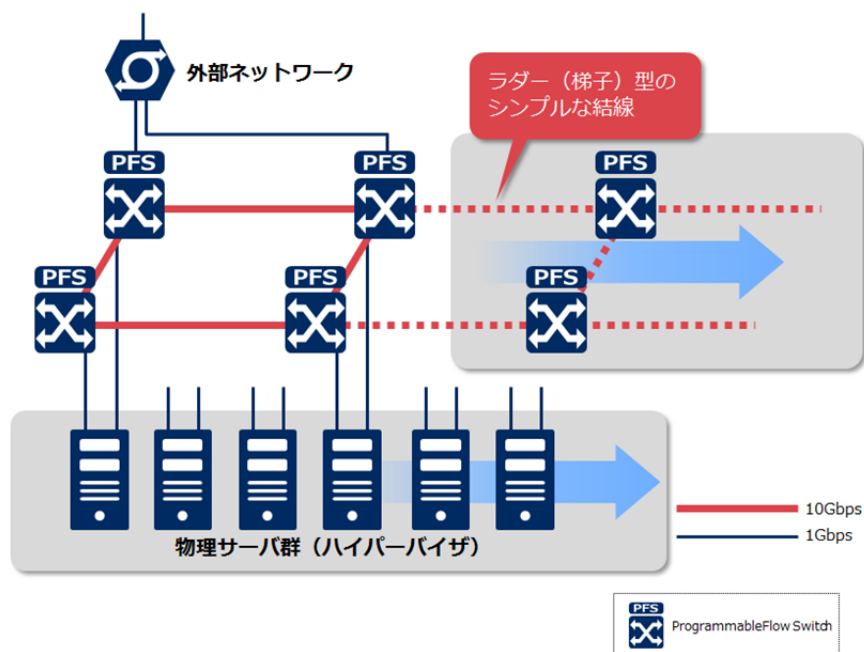 外部ネットワーク
ラダー（梯子）型の
シンプルな結線
PFS
PFS
PFS
PFS
PFS
PFS
物理サーバ群（ハイパーバイザ）
10Gbps
1Gbps
PFS
ProgrammableFlow Switch